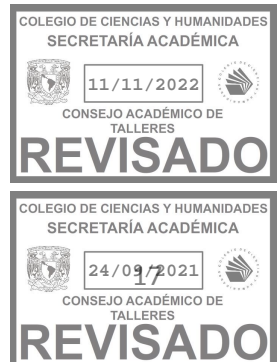 COLEGIO DE CIENCIAS Y HUMANIDADES
SECRETARÍA ACADÉMICA
11/11/2022
CONSEJO ACADÉMICO DE
TALLERES
REVISADO
COLEGIO DE CIENCIAS Y HUMANIDADES
SECRETARÍA ACADÉMICA
24/09/2021
17
CONSEJO ACADÉMICO DE
TALLERES
REVISADO